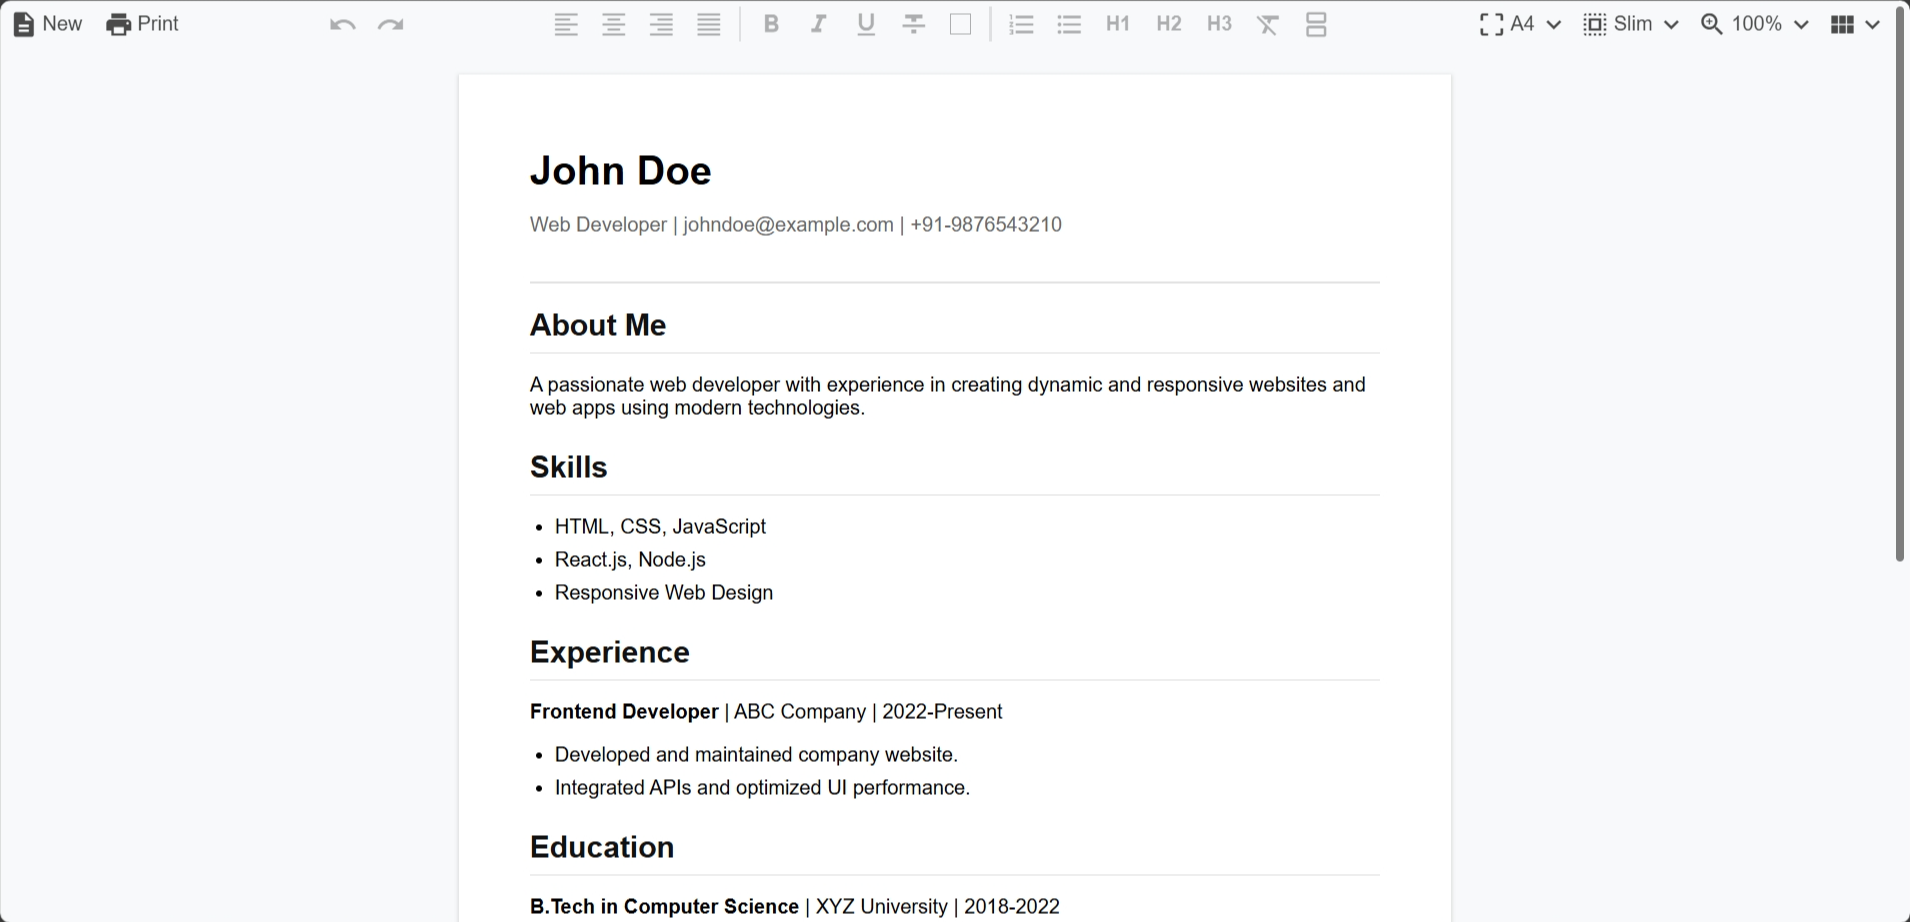 New Print B I U H1 H2 H3 A4 Slim 100%
John Doe
Web Developer | johndoe@example.com | +91-9876543210
About Me
A passionate web developer with experience in creating dynamic and responsive websites and
web apps using modern technologies.
Skills
• HTML, CSS, JavaScript
• React.js, Node.js
• Responsive Web Design
Experience
Frontend Developer | ABC Company | 2022-Present
• Developed and maintained company website.
• Integrated APIs and optimized UI performance.
Education
B.Tech in Computer Science | XYZ University | 2018-2022